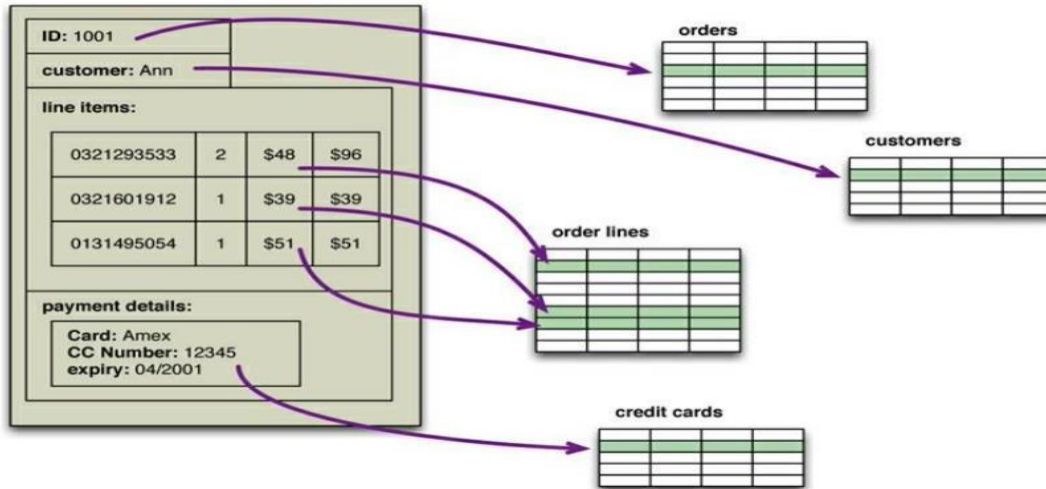 ID: 1001
customer: Ann
line items:
0321293533 2 $48 $96
0321601912 1 $39 $39
0131495054 1 $51 $51
payment details:
Card: Amex
CC Number: 12345
expiry: 04/2001
orders
customers
order lines
credit cards